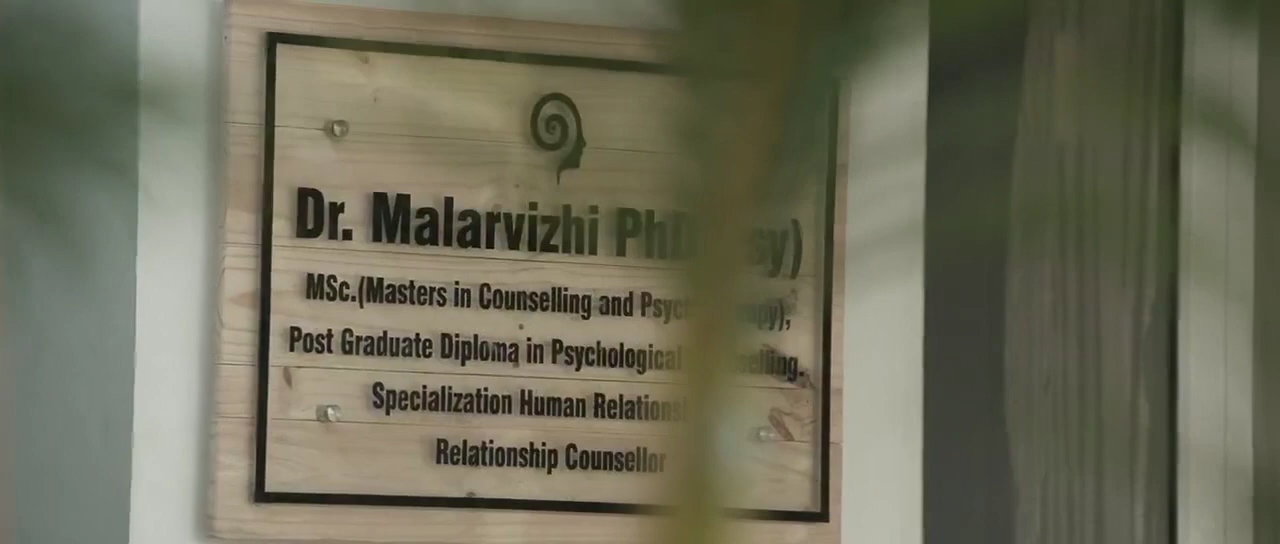 Dr. Malarvizhi
MSc.(Masters in Counselling and
Post Graduate Diploma in Psychological
Specialization Human
Relationship Counsellor